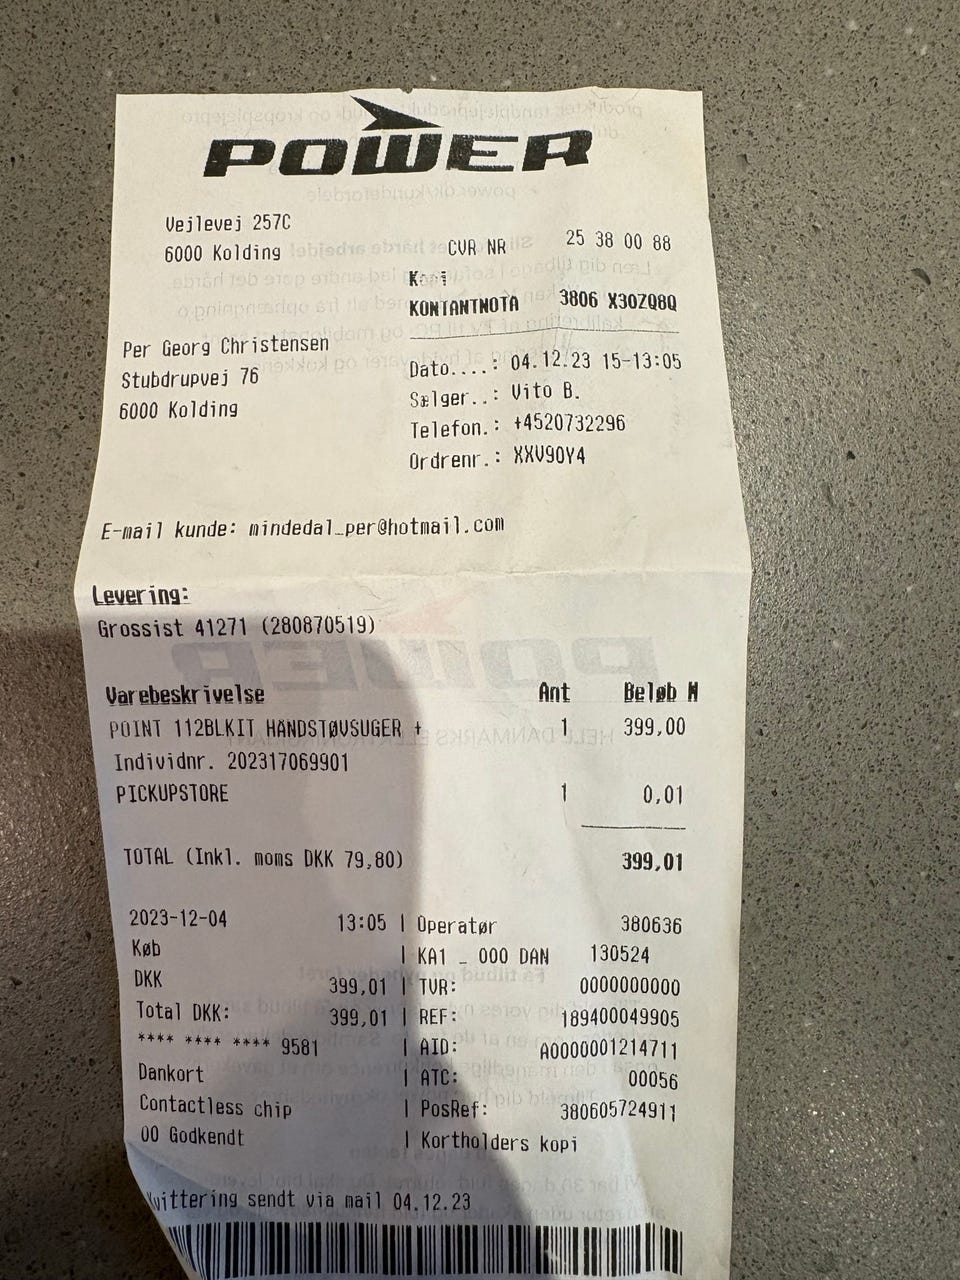 POWER
Vejlevej 257C
6000 Kolding
CVR NR 25 38 00 88
Kopi
KONTANTNOTA 3806 X30ZQ8Q
Per Georg Christensen
Stubdrupvej 76
6000 Kolding
Dato....: 04.12.23 15-13:05
Sælger..: Vito B.
Telefon.: +4520732296
Ordrenr.: XXV9OY4
E-mail kunde: mindedal_per@hotmail.com
Levering:
Grossist 41271 (280870519)
Varebeskrivelse Ant Beløb M
POINT 112BLKIT HANDSTØVSUGER + 1 399,00
Individnr. 202317069901
PICKUPSTORE 1 0,01
TOTAL (Inkl. moms DKK 79,80) 399,01
2023-12-04 13:05 | Operatør 380636
Køb | KA1 _ 000 DAN 130524
DKK 399,01 | TVR: 0000000000
Total DKK: 399,01 | REF: 189400049905
**** **** **** 9581 | AID: A0000001214711
Dankort | ATC: 00056
Contactless chip | PosRef: 380605724911
00 Godkendt | Kortholders kopi
Kvittering sendt via mail 04.12.23